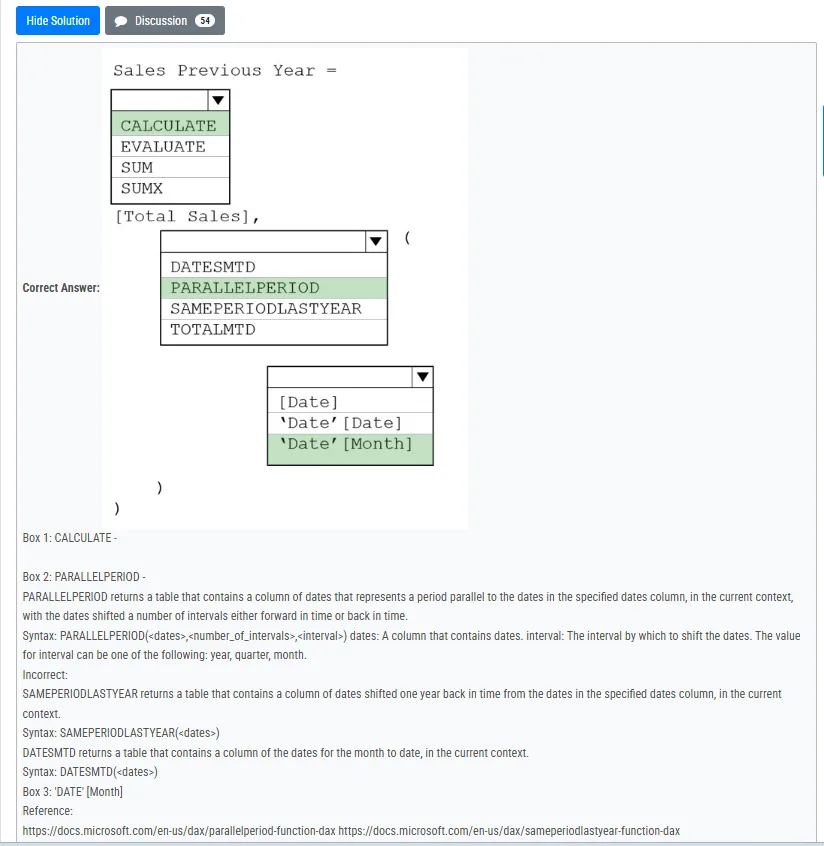 Hide Solution
Discussion 54
Sales Previous Year =
CALCULATE
EVALUATE
SUM
SUMX
[Total Sales],
(
DATESMTD
Correct Answer:
PARALLELPERIOD
SAMEPERIODLASTYEAR
TOTALMTD
[Date]
‘Date’[Date]
‘Date’[Month]
)
)
Box 1: CALCULATE -
Box 2: PARALLELPERIOD -
PARALLELPERIOD returns a table that contains a column of dates that represents a period parallel to the dates in the specified dates column, in the current context,
with the dates shifted a number of intervals either forward in time or back in time.
Syntax: PARALLELPERIOD(<dates>,<number_of_intervals>,<interval>) dates: A column that contains dates. interval: The interval by which to shift the dates. The value
for interval can be one of the following: year, quarter, month.
Incorrect:
SAMEPERIODLASTYEAR returns a table that contains a column of dates shifted one year back in time from the dates in the specified dates column, in the current
context.
Syntax: SAMEPERIODLASTYEAR(<dates>)
DATESMTD returns a table that contains a column of the dates for the month to date, in the current context.
Syntax: DATESMTD(<dates>)
Box 3: 'DATE' [Month]
Reference:
https://docs.microsoft.com/en-us/dax/parallelperiod-function-dax https://docs.microsoft.com/en-us/dax/sameperiodlastyear-function-dax